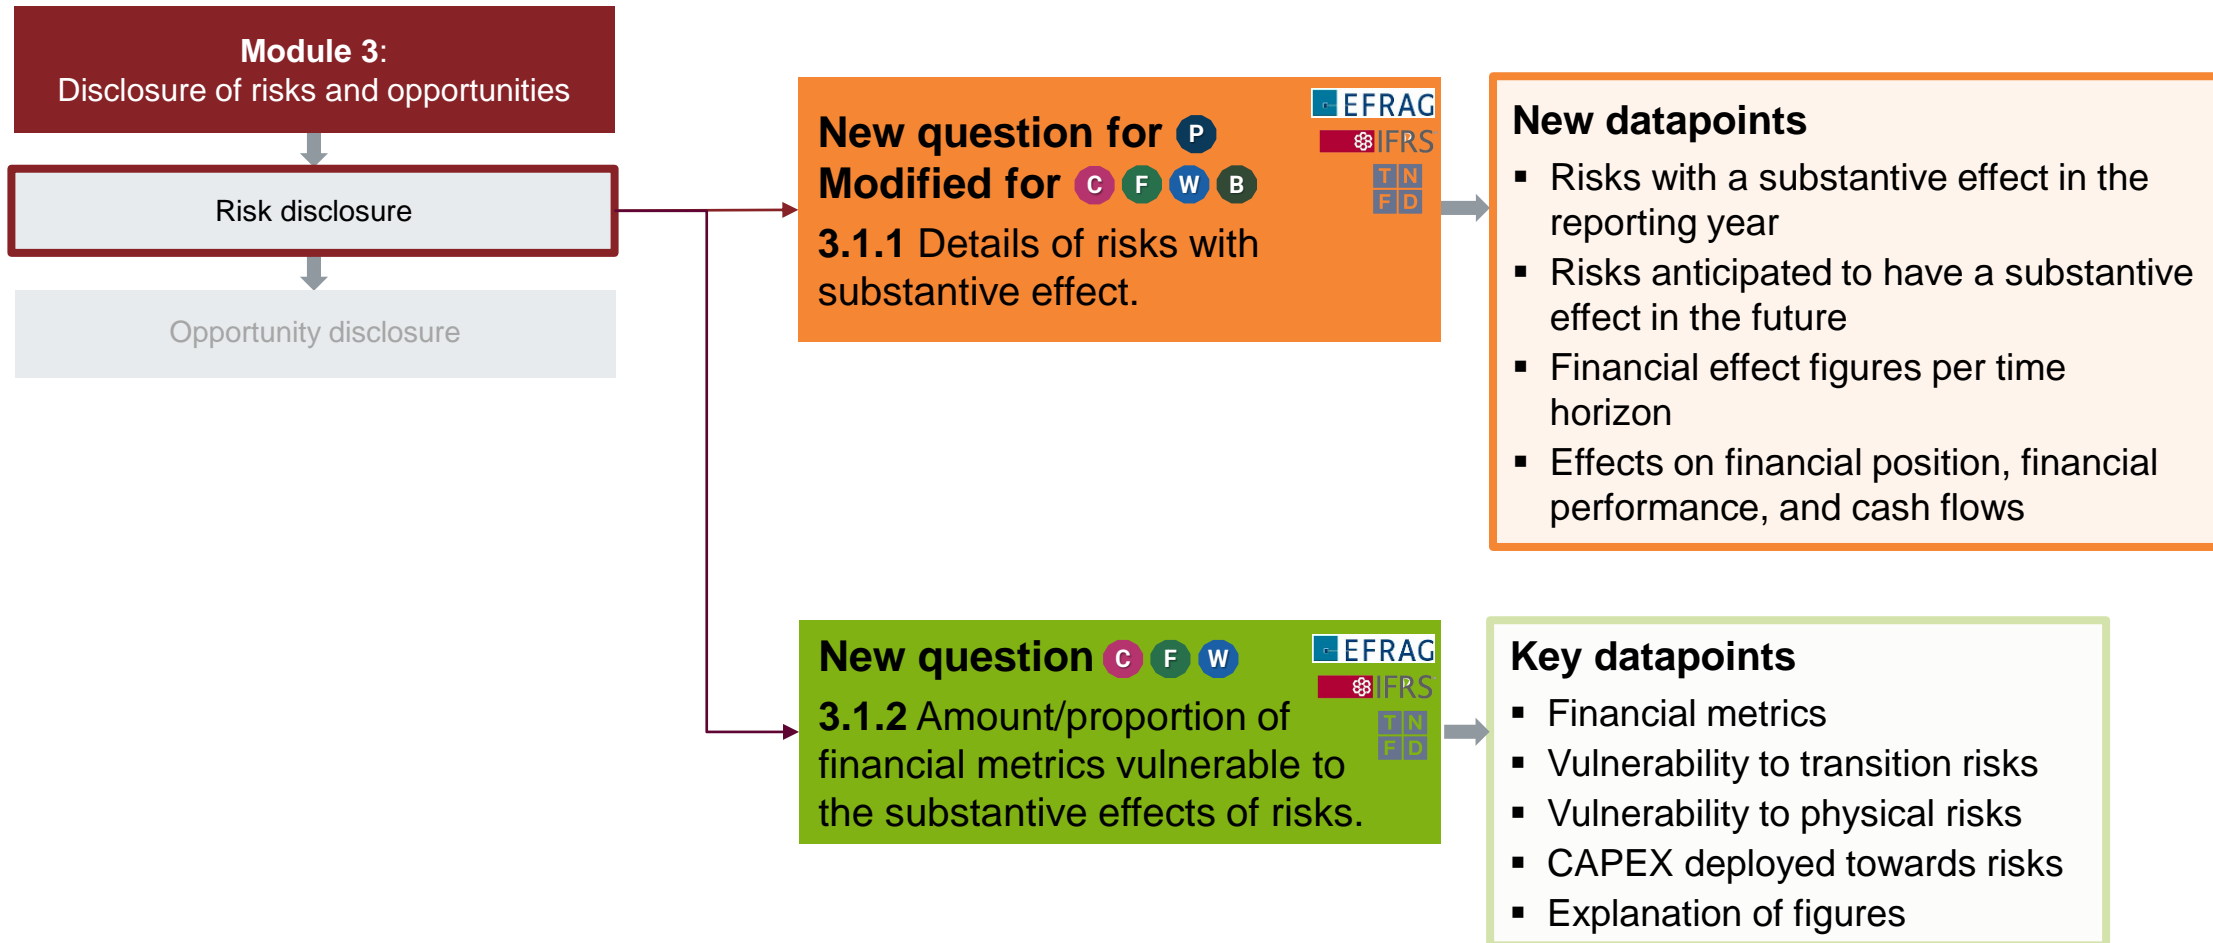 Module 3:
Disclosure of risks and opportunities
Risk disclosure
Opportunity disclosure
New question for P
Modified for C F W B
3.1.1 Details of risks with
substantive effect.
EFRAG
IFRS
T N
F D
New datapoints
▪ Risks with a substantive effect in the
reporting year
▪ Risks anticipated to have a substantive
effect in the future
▪ Financial effect figures per time
horizon
▪ Effects on financial position, financial
performance, and cash flows
New question C F W
3.1.2 Amount/proportion of
financial metrics vulnerable to
the substantive effects of risks.
EFRAG
IFRS
T N
F D
Key datapoints
▪ Financial metrics
▪ Vulnerability to transition risks
▪ Vulnerability to physical risks
▪ CAPEX deployed towards risks
▪ Explanation of figures